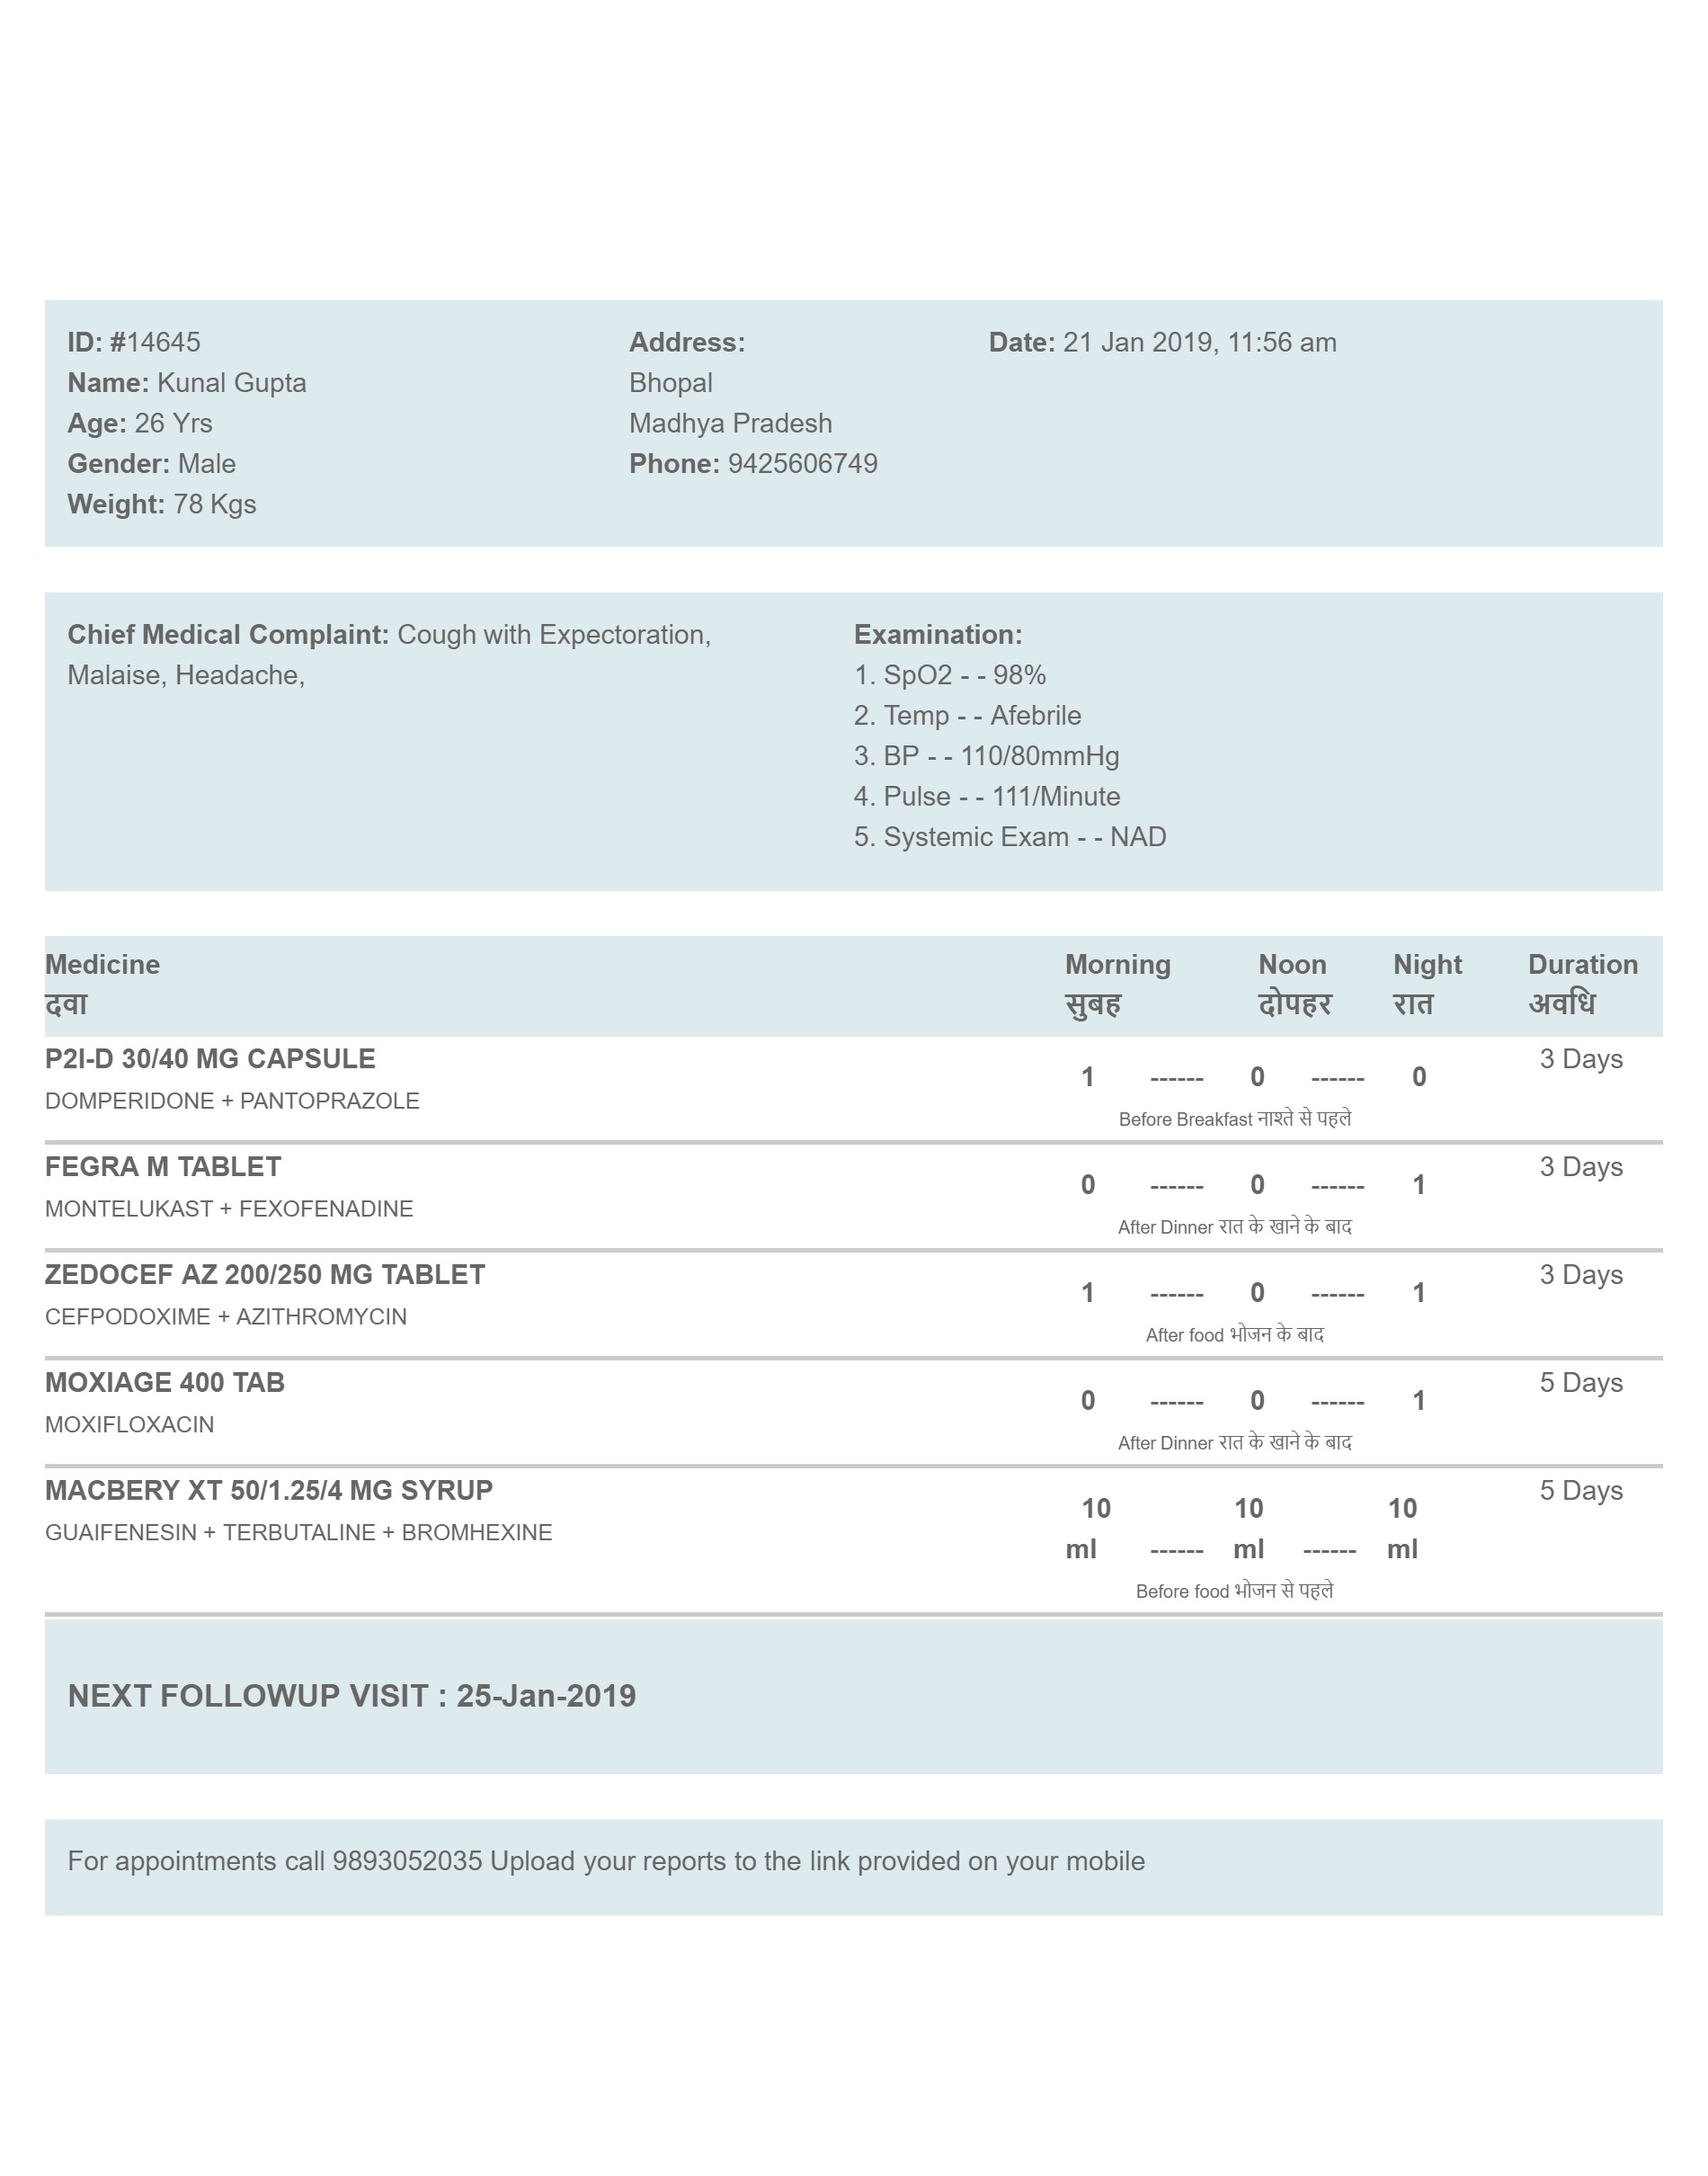 ID: #14645
Name: Kunal Gupta
Age: 26 Yrs
Gender: Male
Weight: 78 Kgs
Address:
Bhopal
Madhya Pradesh
Phone: 9425606749
Date: 21 Jan 2019, 11:56 am
Chief Medical Complaint: Cough with Expectoration,
Malaise, Headache,
Examination:
1. SpO2 - - 98%
2. Temp - - Afebrile
3. BP - - 110/80mmHg
4. Pulse - - 111/Minute
5. Systemic Exam - - NAD
Medicine Morning Noon Night Duration
दवा सुबह दोपहर रात अवधि
P2I-D 30/40 MG CAPSULE 3 Days
1 ------ 0 ------ 0
DOMPERIDONE + PANTOPRAZOLE
Before Breakfast नाश्ते से पहले
FEGRA M TABLET 3 Days
0 ------ 0 ------ 1
MONTELUKAST + FEXOFENADINE
After Dinner रात के खाने के बाद
ZEDOCEF AZ 200/250 MG TABLET 3 Days
1 ------ 0 ------ 1
CEFPODOXIME + AZITHROMYCIN
After food भोजन के बाद
MOXIAGE 400 TAB 5 Days
0 ------ 0 ------ 1
MOXIFLOXACIN
After Dinner रात के खाने के बाद
MACBERY XT 50/1.25/4 MG SYRUP 5 Days
10 10 10
GUAIFENESIN + TERBUTALINE + BROMHEXINE
ml ------ ml ------ ml
Before food भोजन से पहले
NEXT FOLLOWUP VISIT : 25-Jan-2019
For appointments call 9893052035 Upload your reports to the link provided on your mobile